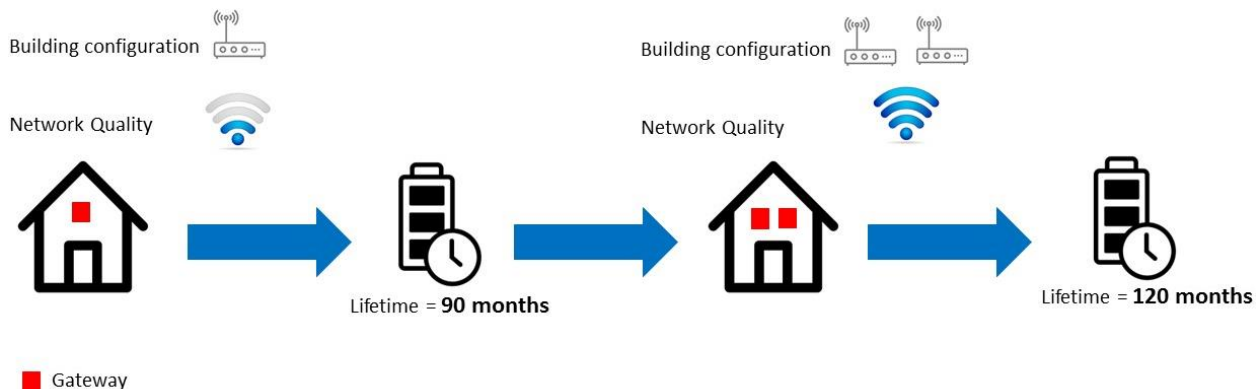 Building configuration
Network Quality
Lifetime = 90 months
Building configuration
Network Quality
Lifetime = 120 months
Gateway